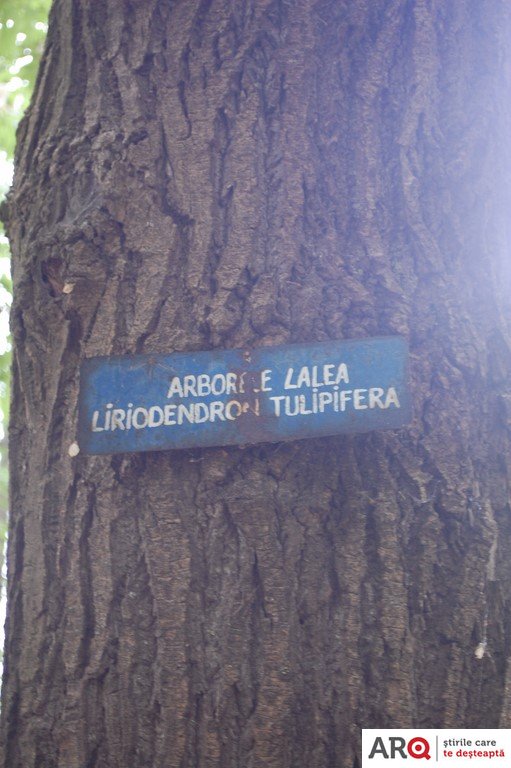 ARBORELE LALEA
LIRIODENDRON TULIPIFERA
ARQ
știrile care
te deșteaptă